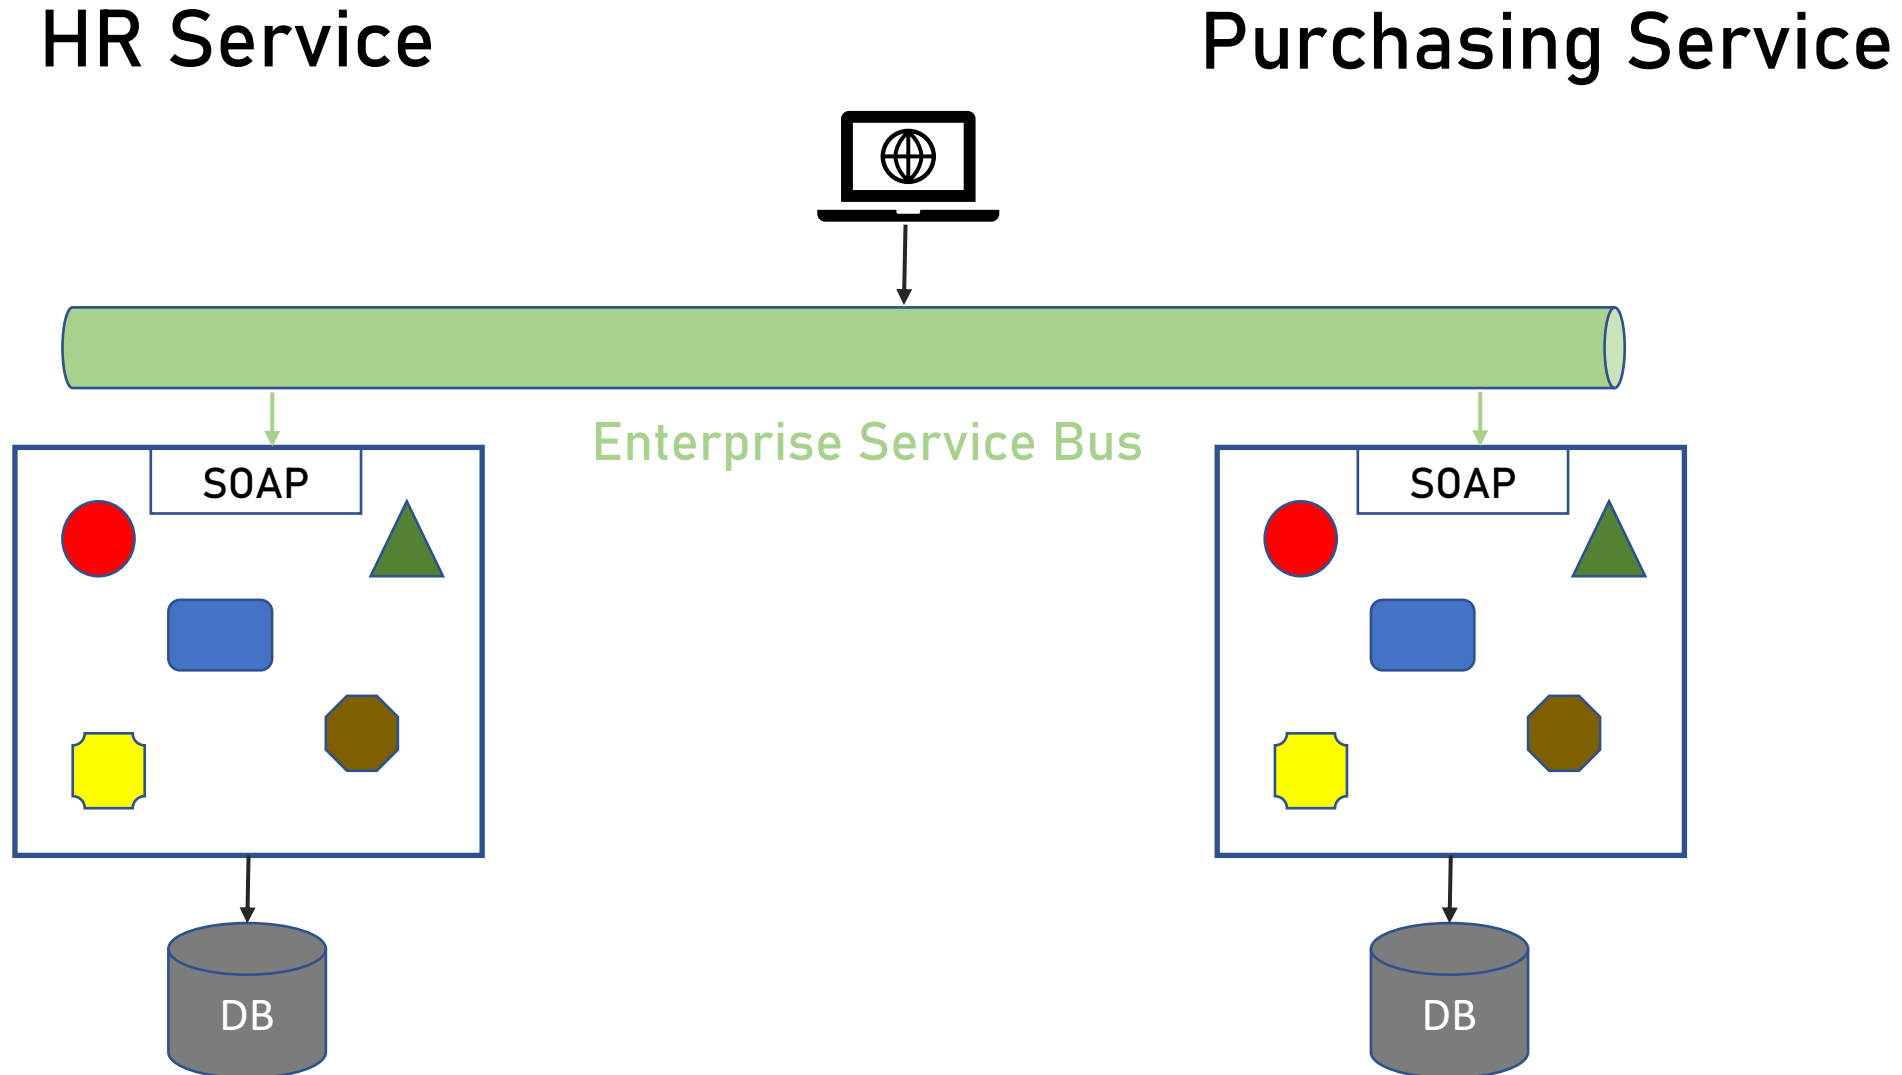 HR Service
Purchasing Service
Enterprise Service Bus
SOAP
SOAP
DB
DB